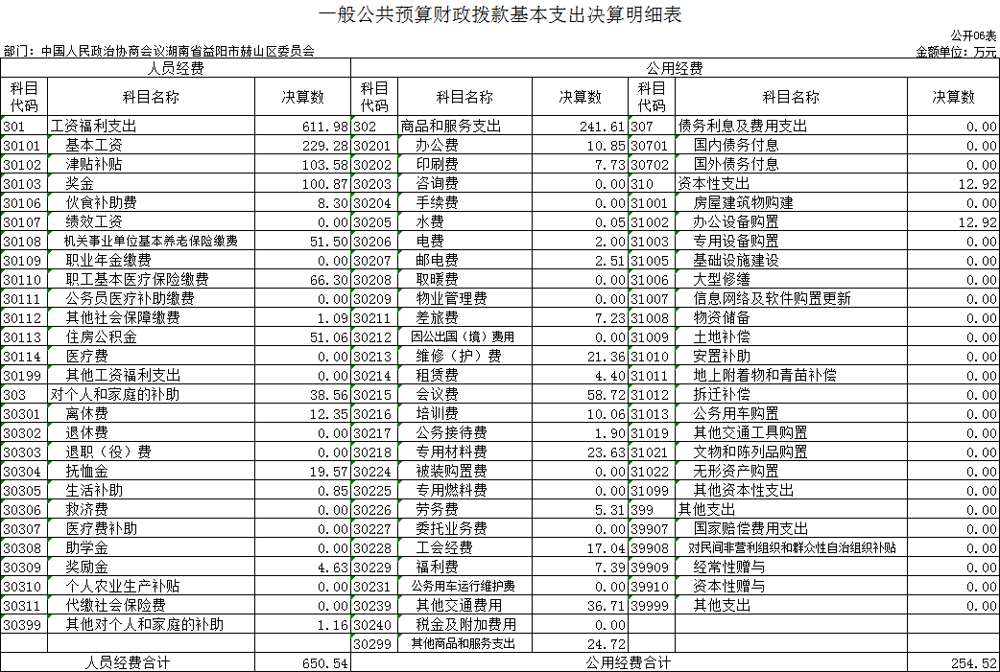 一般公共预算财政拨款基本支出决算明细表
公开06表
部门：中国人民政治协商会议湖南省益阳市赫山区委员会 金额单位：万元
人员经费 公用经费
科目代码 科目名称 决算数 科目代码 科目名称 决算数 科目代码 科目名称 决算数
301 工资福利支出 611.98 302 商品和服务支出 241.61 307 债务利息及费用支出 0.00
30101 基本工资 229.28 30201 办公费 10.85 30701 国内债务付息 0.00
30102 津贴补贴 103.58 30202 印刷费 7.73 30702 国外债务付息 0.00
30103 奖金 100.87 30203 咨询费 0.00 310 资本性支出 12.92
30106 伙食补助费 8.30 30204 手续费 0.00 31001 房屋建筑物购建 0.00
30107 绩效工资 0.00 30205 水费 0.05 31002 办公设备购置 12.92
30108 机关事业单位基本养老保险缴费 51.50 30206 电费 2.00 31003 专用设备购置 0.00
30109 职业年金缴费 0.00 30207 邮电费 2.51 31005 基础设施建设 0.00
30110 职工基本医疗保险缴费 66.30 30208 取暖费 0.00 31006 大型修缮 0.00
30111 公务员医疗补助缴费 0.00 30209 物业管理费 0.00 31007 信息网络及软件购置更新 0.00
30112 其他社会保障缴费 1.09 30211 差旅费 7.23 31008 物资储备 0.00
30113 住房公积金 51.06 30212 因公出国（境）费用 0.00 31009 土地补偿 0.00
30114 医疗费 0.00 30213 维修（护）费 21.36 31010 安置补助 0.00
30199 其他工资福利支出 0.00 30214 租赁费 4.40 31011 地上附着物和青苗补偿 0.00
303 对个人和家庭的补助 38.56 30215 会议费 58.72 31012 拆迁补偿 0.00
30301 离休费 12.35 30216 培训费 10.06 31013 公务用车购置 0.00
30302 退休费 0.00 30217 公务接待费 1.90 31019 其他交通工具购置 0.00
30303 退职（役）费 0.00 30218 专用材料费 23.63 31021 文物和陈列品购置 0.00
30304 抚恤金 19.57 30224 被装购置费 0.00 31022 无形资产购置 0.00
30305 生活补助 0.85 30225 专用燃料费 0.00 31099 其他资本性支出 0.00
30306 救济费 0.00 30226 劳务费 5.31 399 其他支出 0.00
30307 医疗费补助 0.00 30227 委托业务费 0.00 39907 国家赔偿费用支出 0.00
30308 助学金 0.00 30228 工会经费 17.04 39908 对民间非营利组织和群众性自治组织补贴 0.00
30309 奖励金 4.63 30229 福利费 7.39 39909 经常性赠与 0.00
30310 个人农业生产补贴 0.00 30231 公务用车运行维护费 0.00 39910 资本性赠与 0.00
30311 代缴社会保险费 0.00 30239 其他交通费用 36.71 39999 其他支出 0.00
30399 其他对个人和家庭的补助 1.16 30240 税金及附加费用 0.00
30299 其他商品和服务支出 24.72
人员经费合计 650.54 公用经费合计 254.52